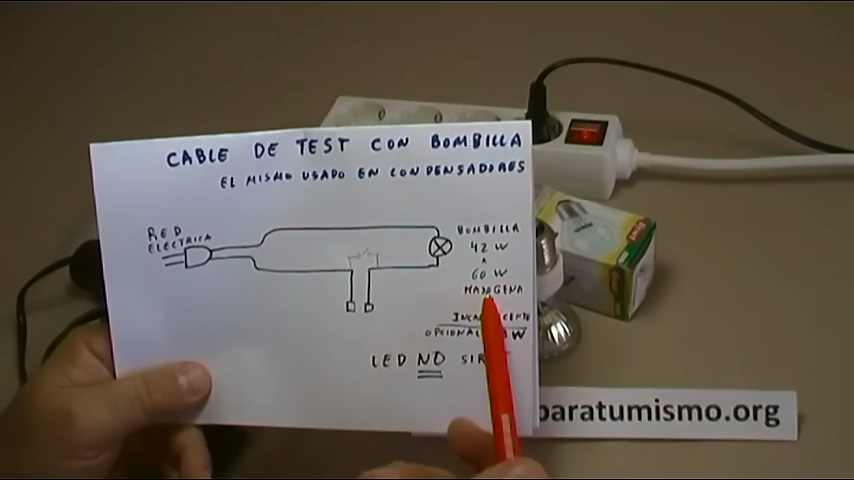 CABLE DE TEST CON BOMBILLA
EL MISMO USADO EN CONDENSADORES
RED
ELECTRICA
BOMBILLA
42 W
A
60 W
HALOGENA
OPCIONAL W
LED NO
paratumismo.org